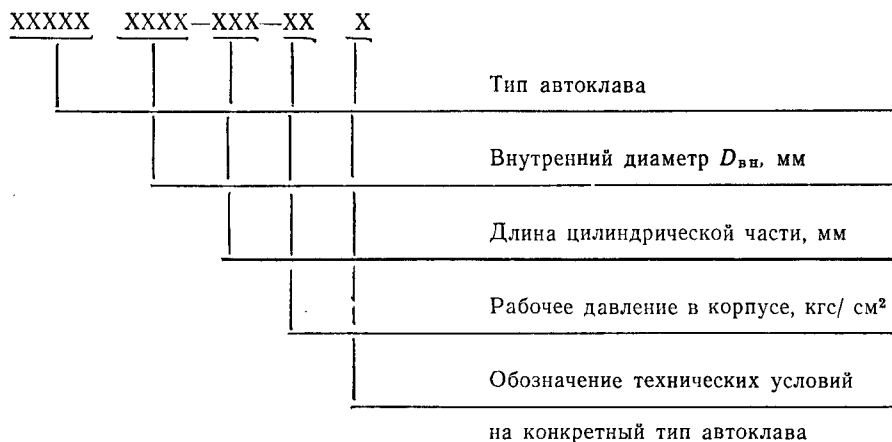 XXXXX XXXX—XXX—XX X
Тип автоклава
Внутренний диаметр Dвн, мм
Длина цилиндрической части, мм
Рабочее давление в корпусе, кгс/ см²
Обозначение технических условий
на конкретный тип автоклава